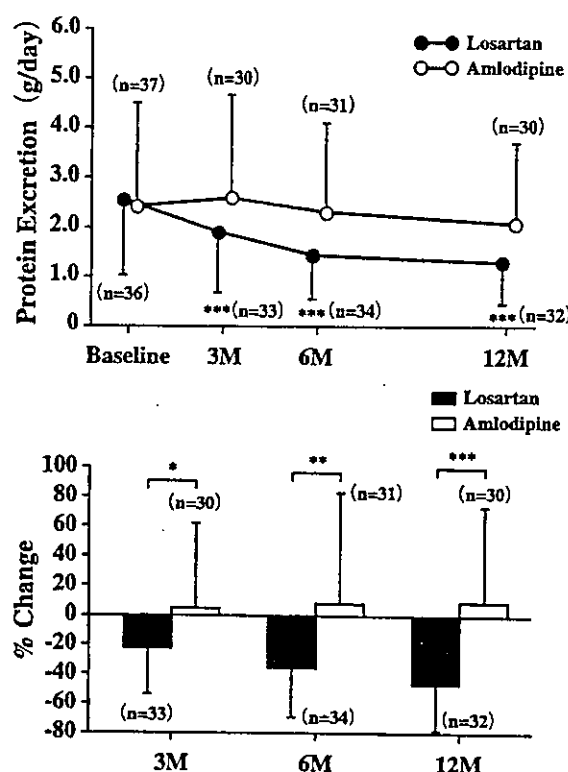 Protein Excretion (g/day)
6.0
5.0
4.0
3.0
2.0
1.0
0
Losartan
Amlodipine
(n=37)
(n=30)
(n=31)
(n=30)
(n=36)
***(n=33)
***(n=34)
***(n=32)
Baseline 3M 6M 12M
Losartan
Amlodipine
% Change
100
80
60
40
20
0
-20
-40
-60
-80
*
**
***
(n=30)
(n=31)
(n=30)
(n=33)
(n=34)
(n=32)
3M 6M 12M